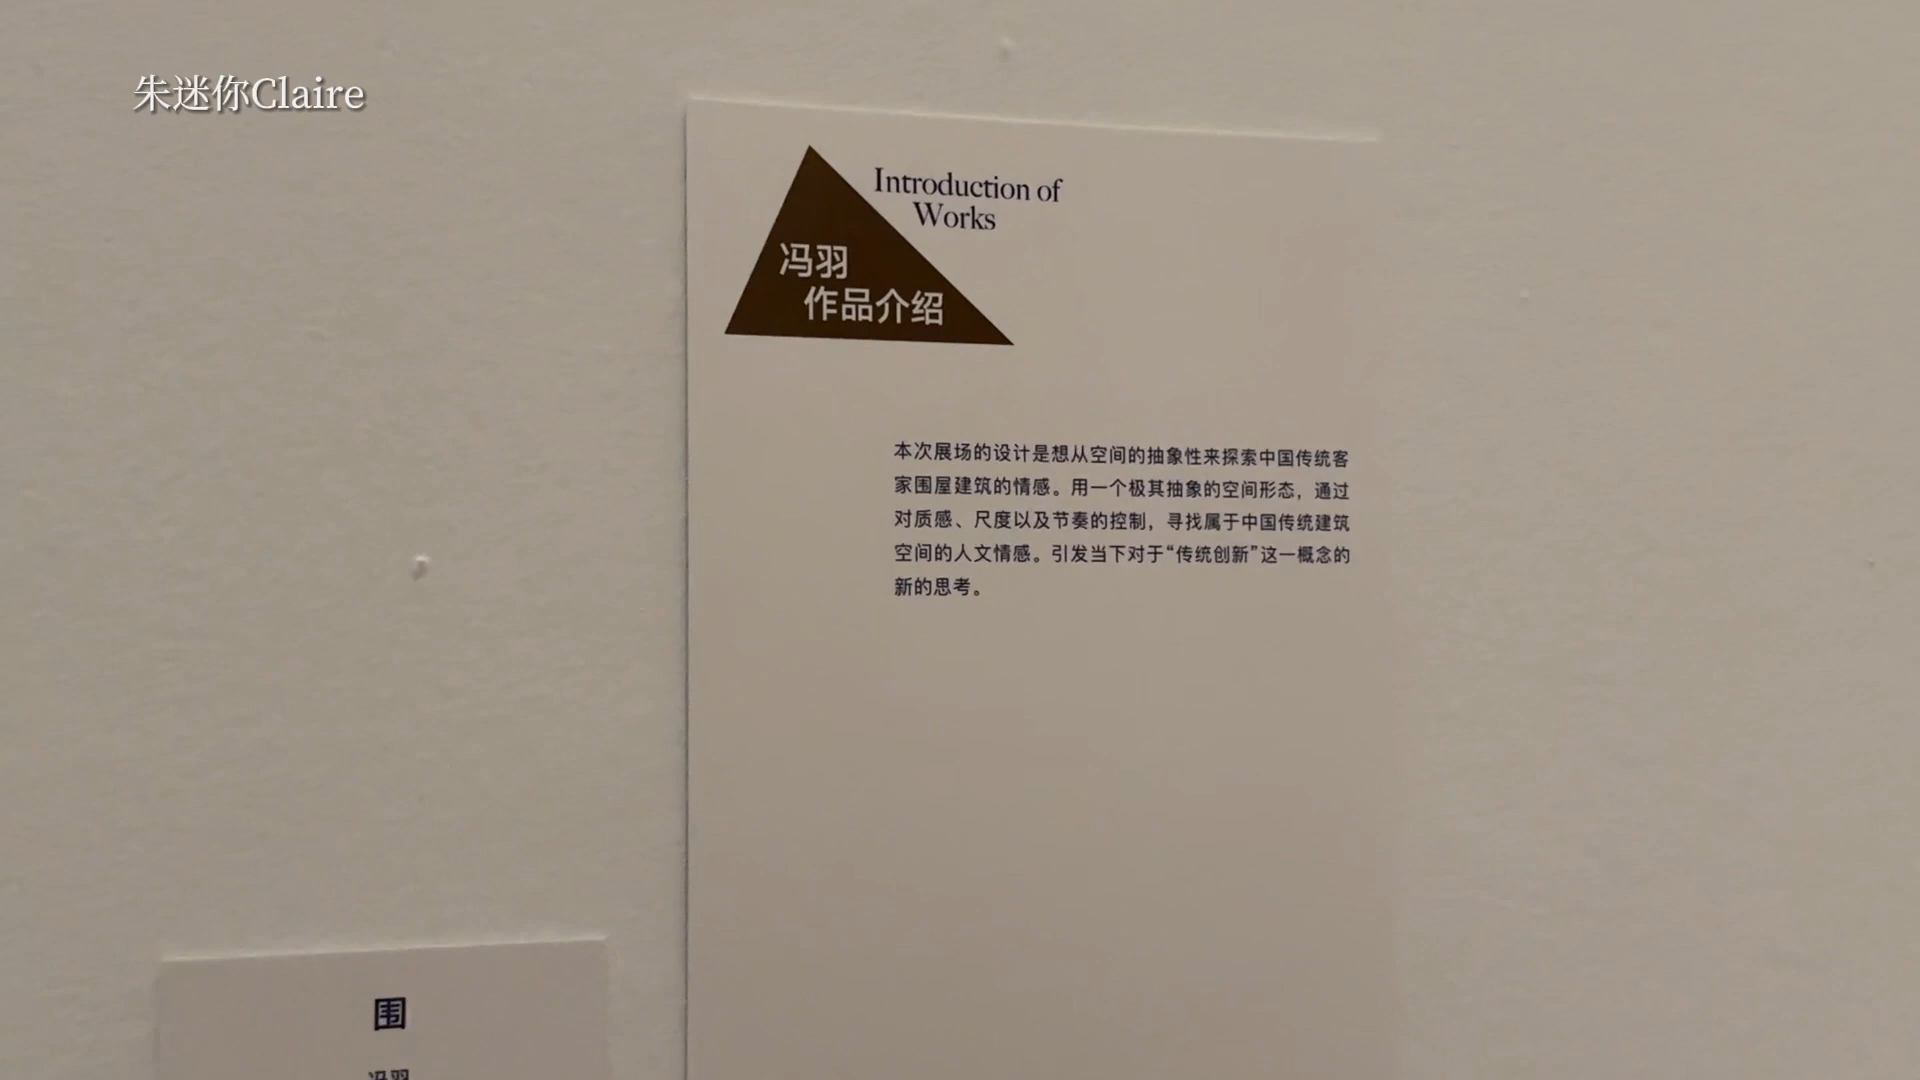 朱迷你Claire
Introduction of
Works
冯羽
作品介绍
本次展场的设计是想从空间的抽象性来探索中国传统客
家围屋建筑的情感。用一个极其抽象的空间形态，通过
对质感、尺度以及节奏的控制，寻找属于中国传统建筑
空间的人文情感。引发当下对于“传统创新”这一概念的
新的思考。
围
冯羽